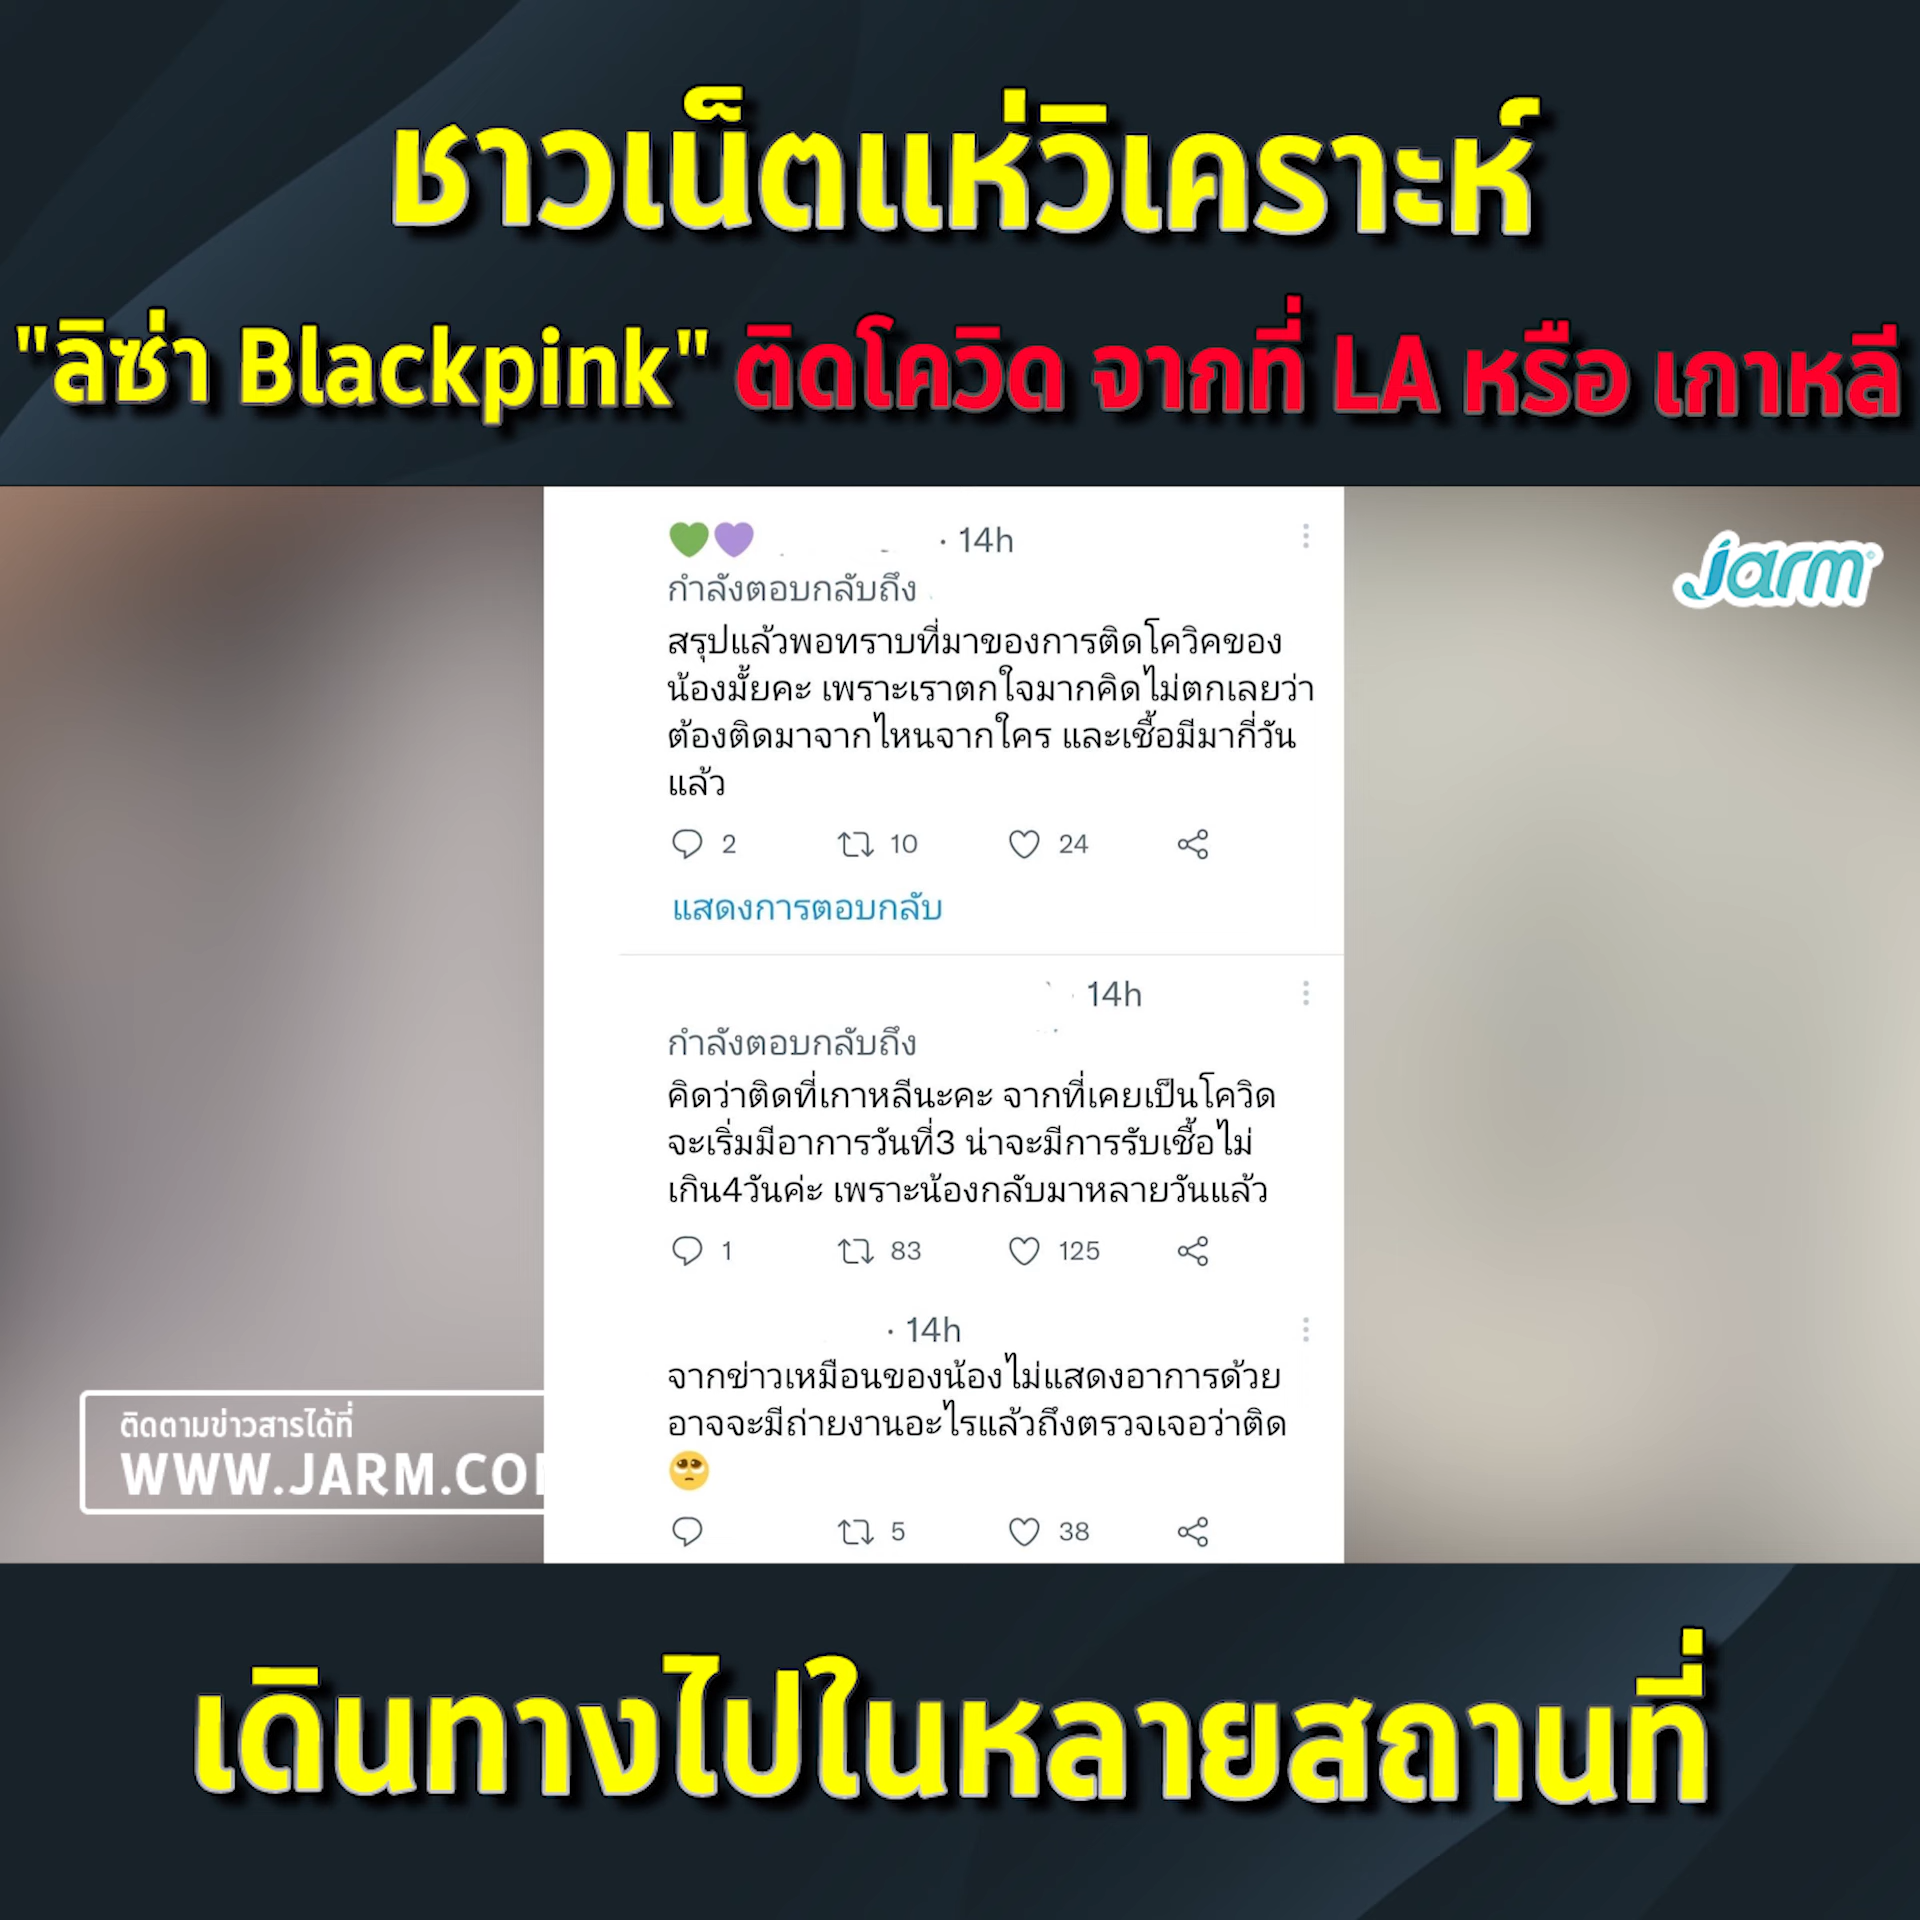 ชาวเน็ตแห่วิเคราะห์
"ลิซ่า Blackpink" ติดโควิด จากที่ LA หรือ เกาหลี
jarm
💚💜 · 14h
กำลังตอบกลับถึง
สรุปแล้วพอทราบที่มาของการติดโควิคของ
น้องมั้ยคะ เพราะเราตกใจมากคิดไม่ตกเลยว่า
ต้องติดมาจากไหนจากใคร และเชื้อมีมากี่วัน
แล้ว
2 10 24
แสดงการตอบกลับ
· 14h
กำลังตอบกลับถึง
คิดว่าติดที่เกาหลีนะคะ จากที่เคยเป็นโควิด
จะเริ่มมีอาการวันที่3 น่าจะมีการรับเชื้อไม่
เกิน4วันค่ะ เพราะน้องกลับมาหลายวันแล้ว
1 83 125
· 14h
จากข่าวเหมือนของน้องไม่แสดงอาการด้วย
อาจจะมีถ่ายงานอะไรแล้วถึงตรวจเจอว่าติด
🥺
5 38
ติดตามข่าวสารได้ที่
WWW.JARM.CO
เดินทางไปในหลายสถานที่